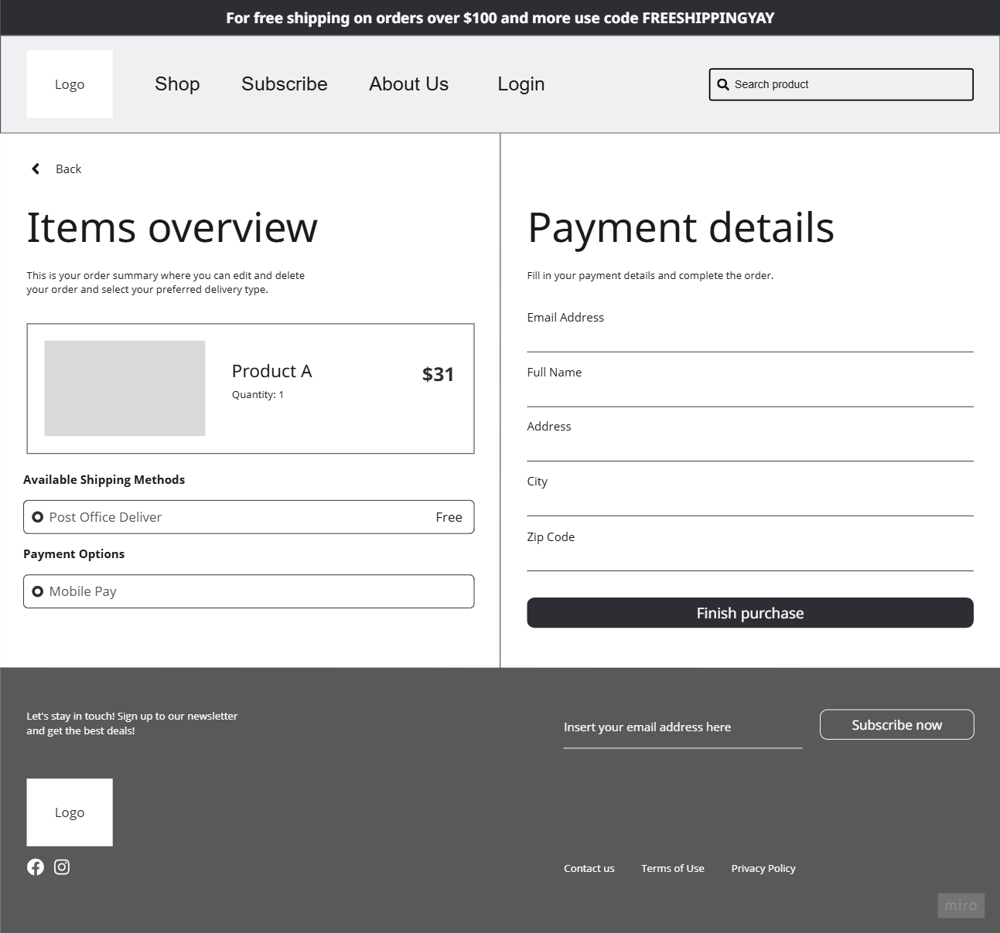 For free shipping on orders over $100 and more use code FREESHIPPINGYAY
Logo
Shop
Subscribe
About Us
Login
Search product
Back
Items overview
This is your order summary where you can edit and delete
your order and select your preferred delivery type.
Product A
$31
Quantity: 1
Available Shipping Methods
Post Office Deliver
Free
Payment Options
Mobile Pay
Payment details
Fill in your payment details and complete the order.
Email Address
Full Name
Address
City
Zip Code
Finish purchase
Let's stay in touch! Sign up to our newsletter
and get the best deals!
Insert your email address here
Subscribe now
Logo
Contact us
Terms of Use
Privacy Policy
miro